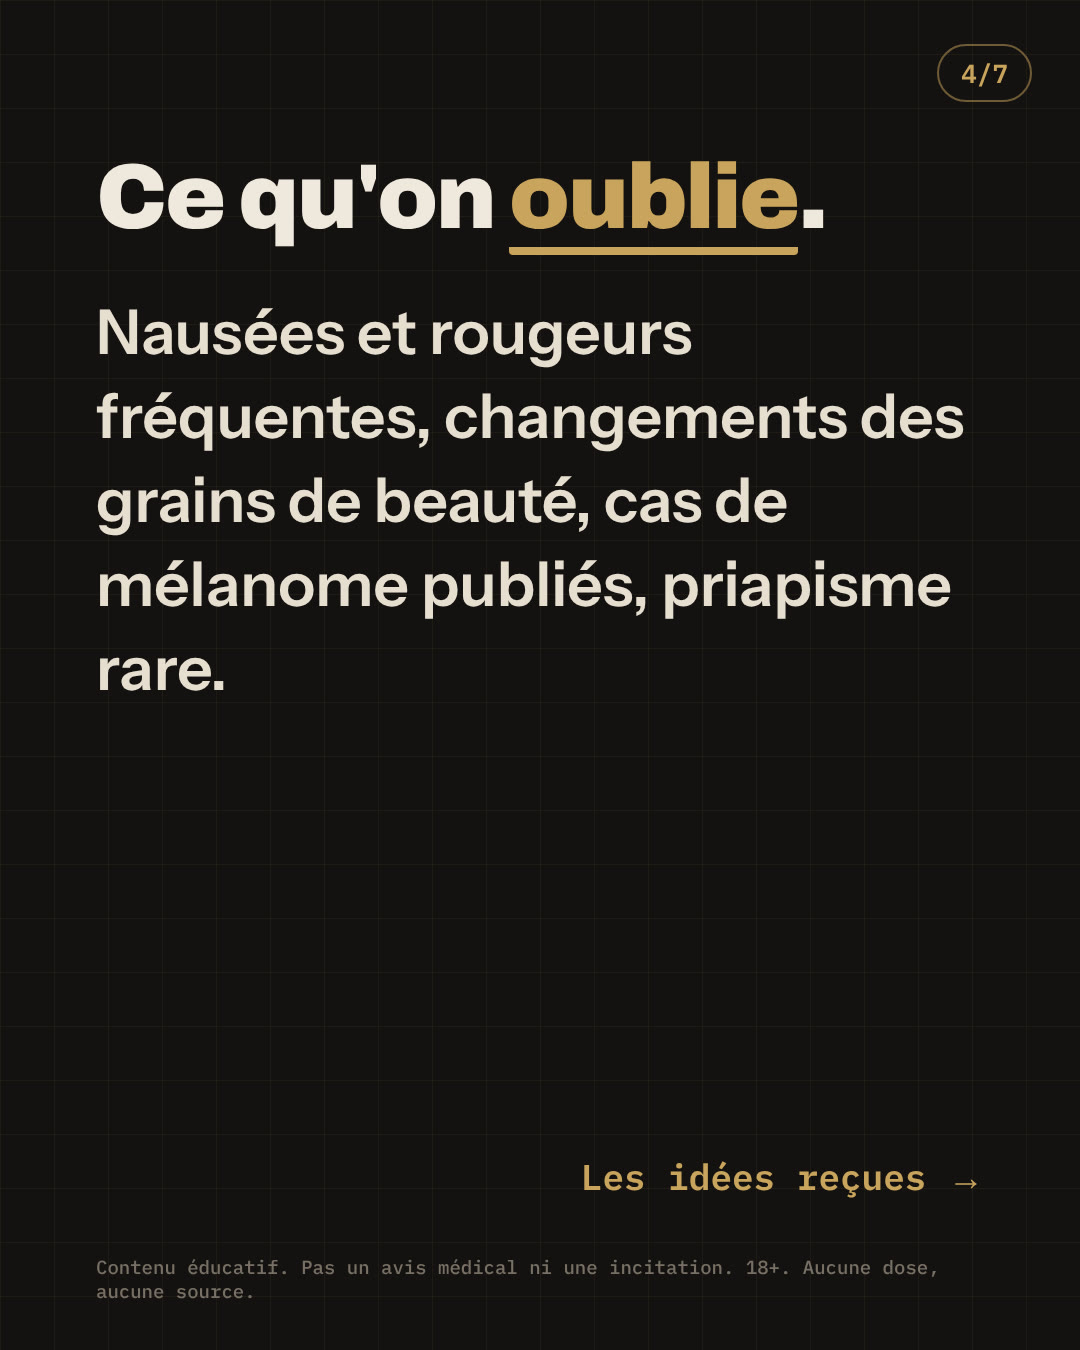 4/7
Ce qu'on oublie.
Nausées et rougeurs
fréquentes, changements des
grains de beauté, cas de
mélanome publiés, priapisme
rare.
Les idées reçues →
Contenu éducatif. Pas un avis médical ni une incitation. 18+. Aucune dose,
aucune source.